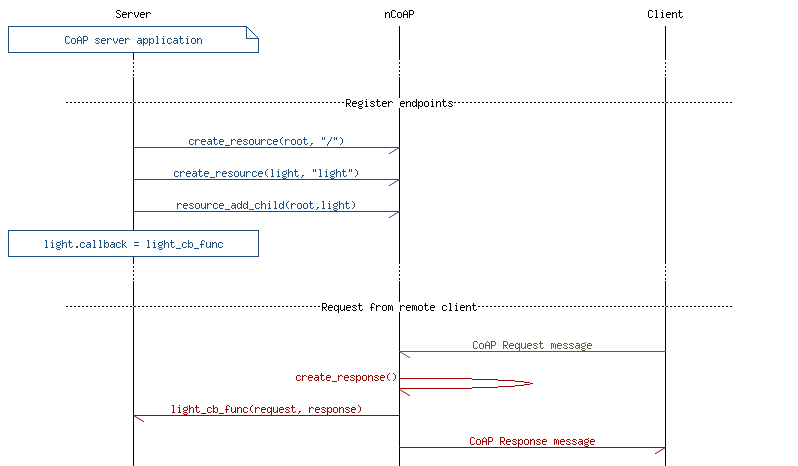 Server nCoAP Client
CoAP server application
Register endpoints
create_resource(root, "/")
create_resource(light, "light")
resource_add_child(root,light)
light.callback = light_cb_func
Request from remote client
CoAP Request message
create_response()
light_cb_func(request, response)
CoAP Response message